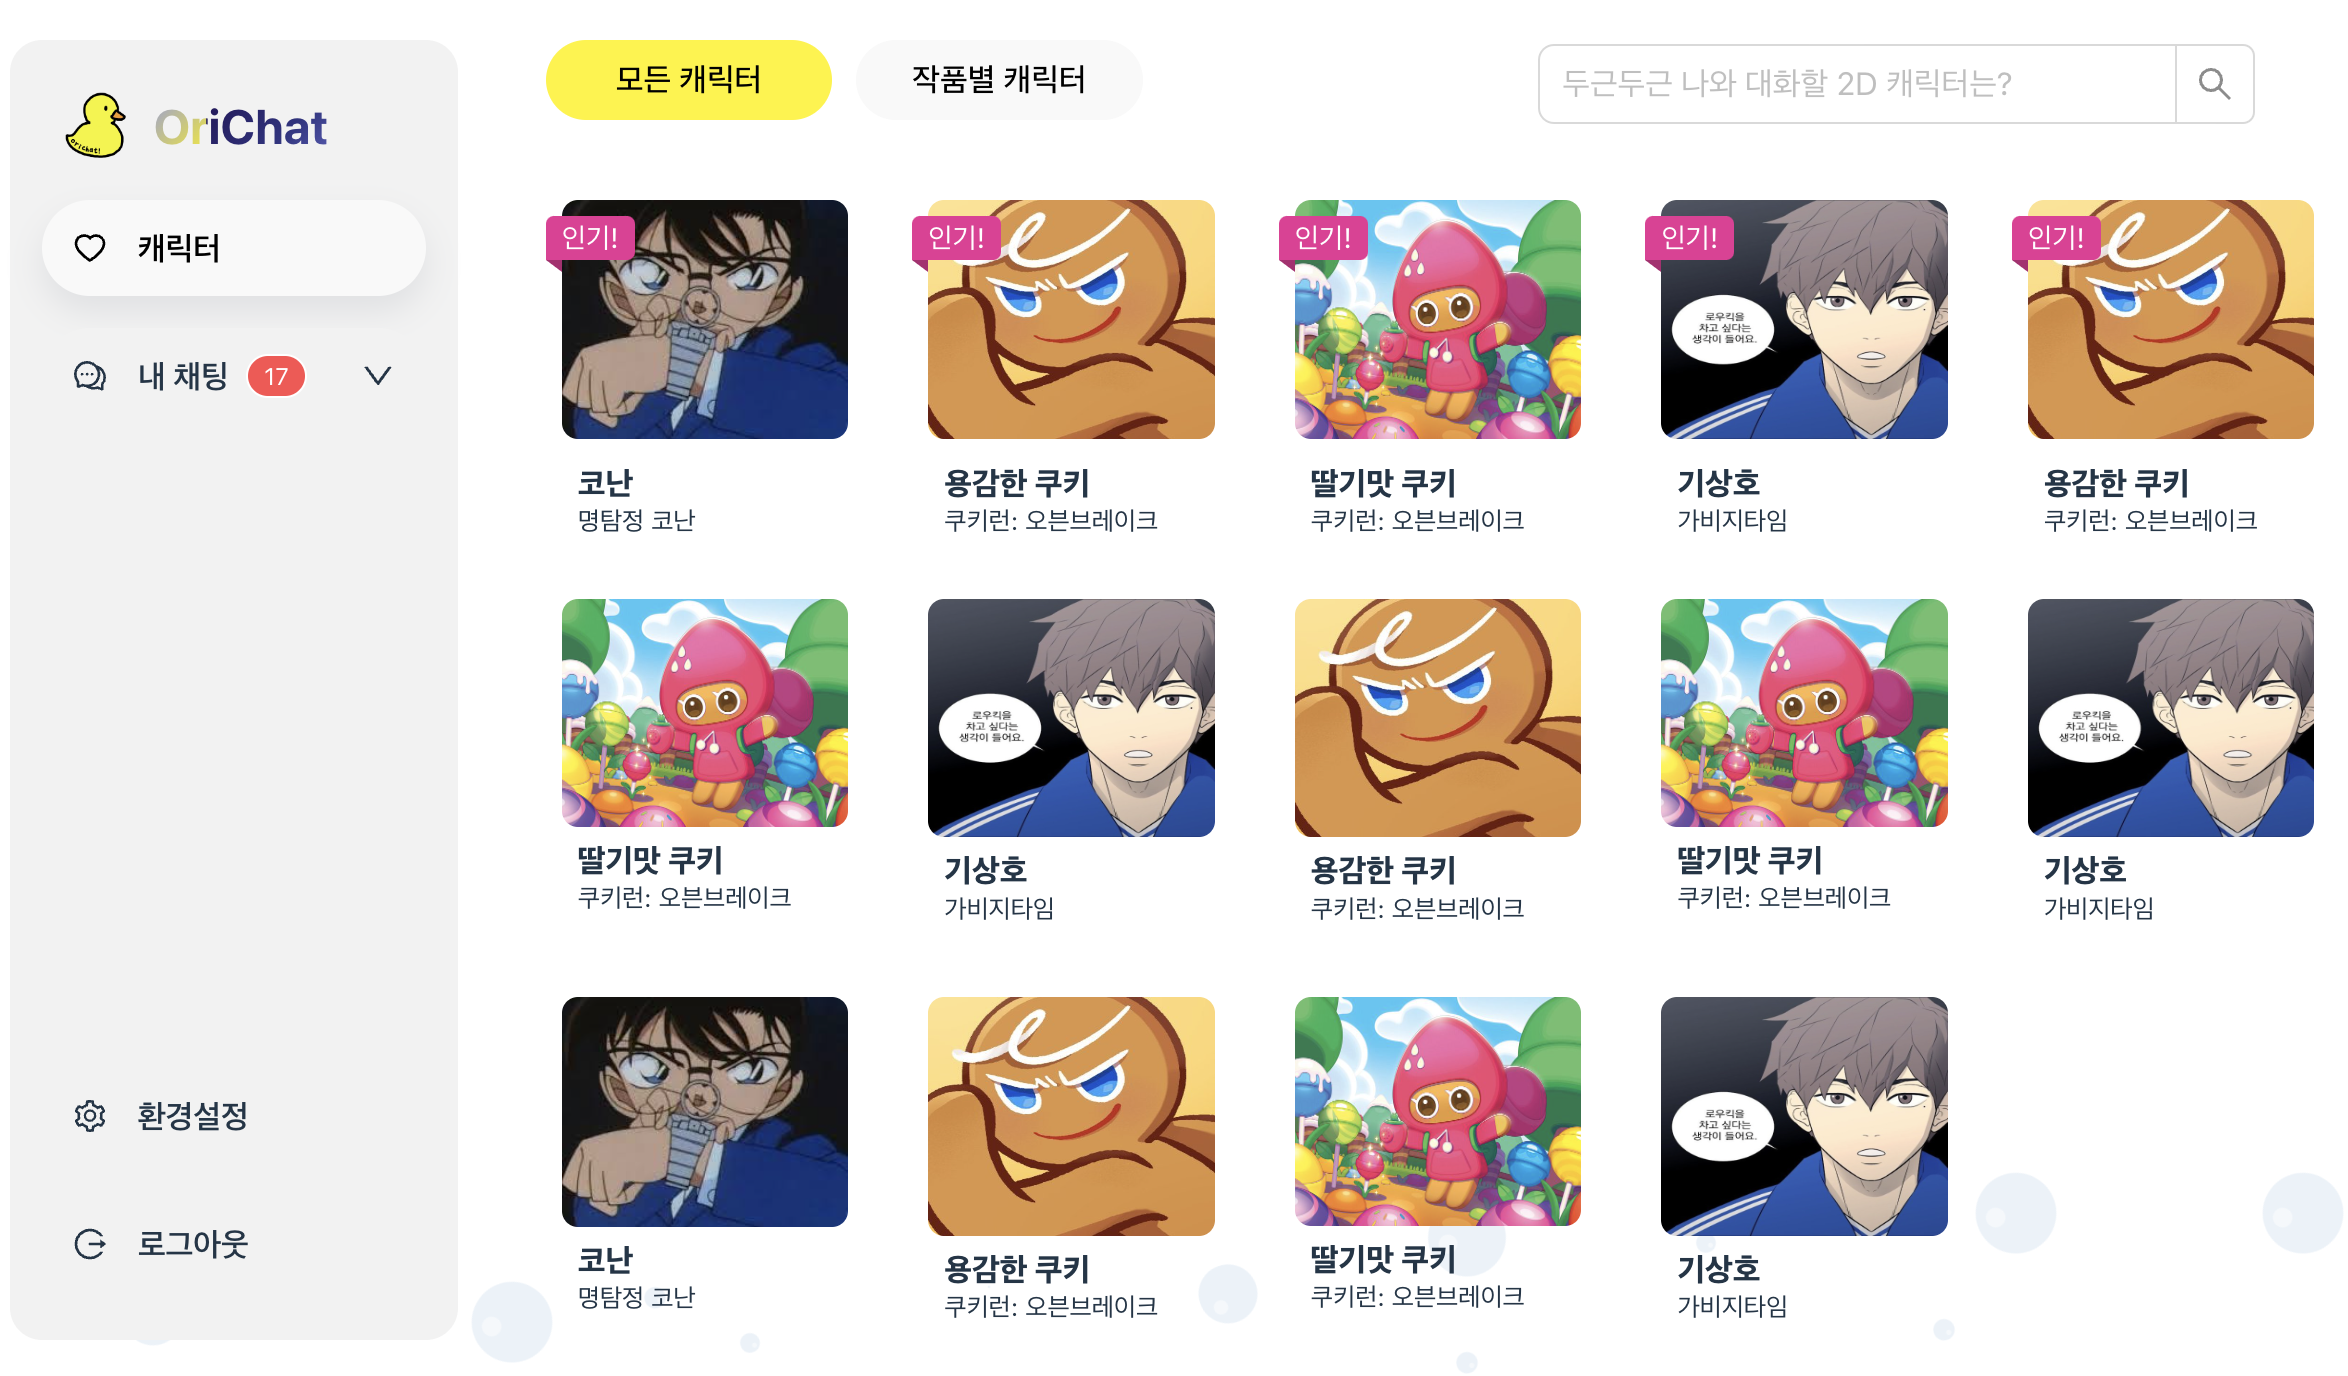 orichat!
OriChat
캐릭터
내 채팅 17
환경설정
로그아웃
모든 캐릭터
작품별 캐릭터
두근두근 나와 대화할 2D 캐릭터는?
인기!
코난
명탐정 코난
인기!
용감한 쿠키
쿠키런: 오븐브레이크
인기!
딸기맛 쿠키
쿠키런: 오븐브레이크
인기!
로우킥을
차고 싶다는
생각이 들어요.
기상호
가비지타임
인기!
용감한 쿠키
쿠키런: 오븐브레이크
딸기맛 쿠키
쿠키런: 오븐브레이크
로우킥을
차고 싶다는
생각이 들어요.
기상호
가비지타임
용감한 쿠키
쿠키런: 오븐브레이크
딸기맛 쿠키
쿠키런: 오븐브레이크
로우킥을
차고 싶다는
생각이 들어요.
기상호
가비지타임
코난
명탐정 코난
용감한 쿠키
쿠키런: 오븐브레이크
딸기맛 쿠키
쿠키런: 오븐브레이크
로우킥을
차고 싶다는
생각이 들어요.
기상호
가비지타임